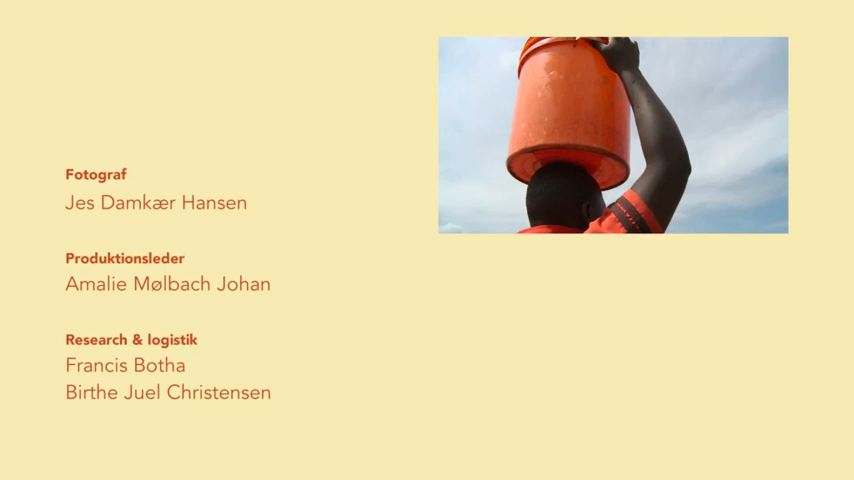 Fotograf
Jes Damkær Hansen
Produktionsleder
Amalie Mølbach Johan
Research & logistik
Francis Botha
Birthe Juel Christensen